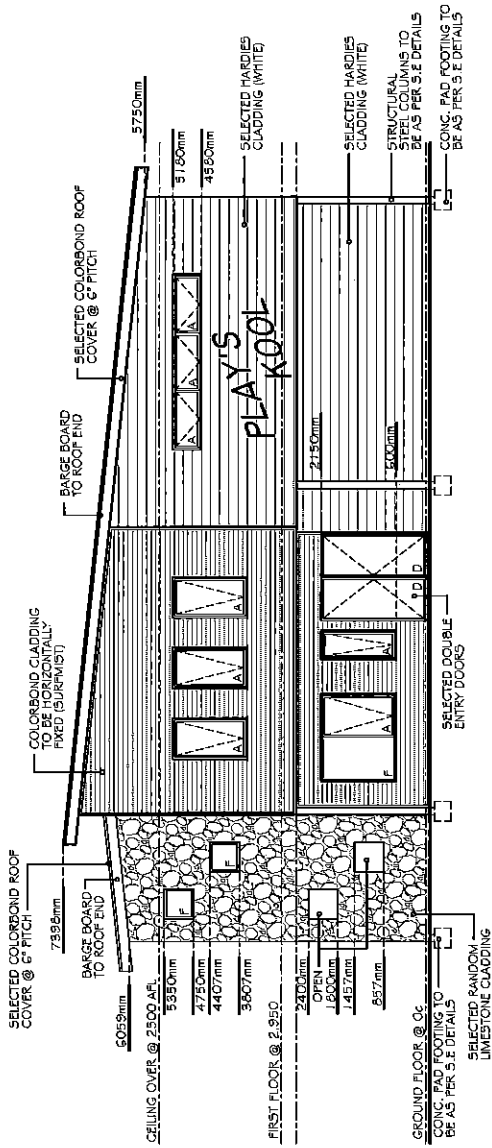 SELECTED COLORBOND ROOF
COVER @ 6° PITCH
7398mm
BARGE BOARD
TO ROOF END
6059mm
COLORBOND CLADDING
TO BE HORIZONTALLY
FIXED (SURFMIST)
BARGE BOARD
TO ROOF END
SELECTED COLORBOND ROOF
COVER @ 6° PITCH
5750mm
CEILING OVER @ 2500 AFL
5350mm
4750mm
4407mm
3807mm
F
F
A
A
A
A
A
A
5180mm
4580mm
PLAY'S
KOOL
SELECTED HARDIES
CLADDING (WHITE)
FIRST FLOOR @ 2.950
2400mm
OPEN
1800mm
1457mm
857mm
F
A
A
D
D
2150mm
600mm
SELECTED HARDIES
CLADDING (WHITE)
STRUCTURAL
STEEL COLUMNS TO
BE AS PER S.E DETAILS
GROUND FLOOR @ 0c
CONC. PAD FOOTING TO
BE AS PER S.E DETAILS
SELECTED RANDOM
LIMESTONE CLADDING
SELECTED DOUBLE
ENTRY DOORS
CONC. PAD FOOTING TO
BE AS PER S.E DETAILS